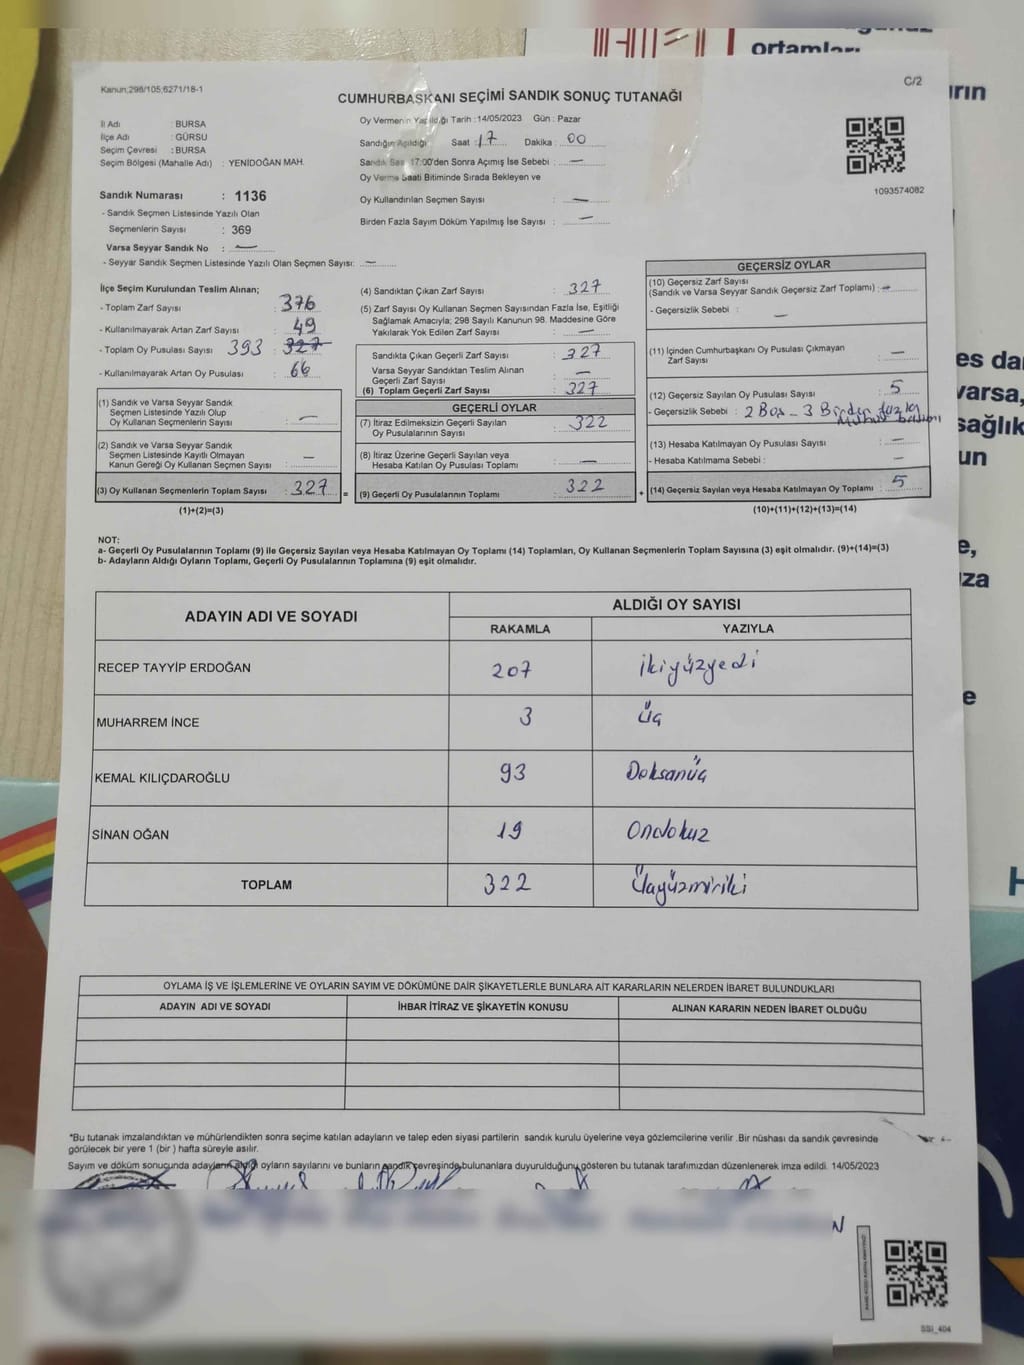 ortamları
ırın
es da
varsa,
sağlık
un
e,
ıza
e
H
Kanun;298/105;6271/18-1
C/2
CUMHURBAŞKANI SEÇİMİ SANDIK SONUÇ TUTANAĞI
İl Adı : BURSA
İlçe Adı : GÜRSU
Seçim Çevresi : BURSA
Seçim Bölgesi (Mahalle Adı) : YENİDOĞAN MAH.
Sandık Numarası : 1136
- Sandık Seçmen Listesinde Yazılı Olan
Seçmenlerin Sayısı : 369
Varsa Seyyar Sandık No : —
- Seyyar Sandık Seçmen Listesinde Yazılı Olan Seçmen Sayısı: —
Oy Vermenin Yapıldığı Tarih :14/05/2023 Gün : Pazar
Sandığın Açıldığı Saat : 17 Dakika : 00
Sandık Saat 17:00'den Sonra Açımış İse Sebebi : —
Oy Verme Saati Bitiminde Sırada Bekleyen ve
Oy Kullandırılan Seçmen Sayısı : —
Birden Fazla Sayım Döküm Yapılmış İse Sayısı : —
1093574082
İlçe Seçim Kurulundan Teslim Alınan;
- Toplam Zarf Sayısı : 376
- Kullanılmayarak Artan Zarf Sayısı : 49
- Toplam Oy Pusulası Sayısı 393 : 327
- Kullanılmayarak Artan Oy Pusulası : 66
(1) Sandık ve Varsa Seyyar Sandık
Seçmen Listesinde Yazılı Olup
Oy Kullanan Seçmenlerin Sayısı : —
(2) Sandık ve Varsa Seyyar Sandık
Seçmen Listesinde Kayıtlı Olmayan
Kanun Gereği Oy Kullanan Seçmen Sayısı : —
(3) Oy Kullanan Seçmenlerin Toplam Sayısı : 327 =
(1)+(2)=(3)
(4) Sandıktan Çıkan Zarf Sayısı : 327
(5) Zarf Sayısı Oy Kullanan Seçmen Sayısından Fazla İse, Eşitliği
Sağlamak Amacıyla; 298 Sayılı Kanunun 98. Maddesine Göre
Yakılarak Yok Edilen Zarf Sayısı : —
Sandıkta Çıkan Geçerli Zarf Sayısı : 327
Varsa Seyyar Sandıktan Teslim Alınan
Geçerli Zarf Sayısı : —
(6) Toplam Geçerli Zarf Sayısı : 327
GEÇERLİ OYLAR
(7) İtiraz Edilmeksizin Geçerli Sayılan
Oy Pusulalarının Sayısı : 322
(8) İtiraz Üzerine Geçerli Sayılan veya
Hesaba Katılan Oy Pusulası Toplamı : —
(9) Geçerli Oy Pusulalarının Toplamı : 322 +
GEÇERSİZ OYLAR
(10) Geçersiz Zarf Sayısı
(Sandık ve Varsa Seyyar Sandık Geçersiz Zarf Toplamı) : —
- Geçersizlik Sebebi : —
(11) İçinden Cumhurbaşkanı Oy Pusulası Çıkmayan
Zarf Sayısı : —
(12) Geçersiz Sayılan Oy Pusulası Sayısı : 5
- Geçersizlik Sebebi : 2 Boş - 3 Birden fazla
(13) Hesaba Katılmayan Oy Pusulası Sayısı : —
- Hesaba Katılmama Sebebi : —
(14) Geçersiz Sayılan veya Hesaba Katılmayan Oy Toplamı : 5
(10)+(11)+(12)+(13)=(14)
NOT:
a- Geçerli Oy Pusulalarının Toplamı (9) ile Geçersiz Sayılan veya Hesaba Katılmayan Oy Toplamı (14) Toplamları, Oy Kullanan Seçmenlerin Toplam Sayısına (3) eşit olmalıdır. (9)+(14)=(3)
b- Adayların Aldığı Oyların Toplamı, Geçerli Oy Pusulalarının Toplamına (9) eşit olmalıdır.
ADAYIN ADI VE SOYADI
ALDIĞI OY SAYISI
RAKAMLA YAZIYLA
RECEP TAYYİP ERDOĞAN 207 ikiyüzyedi
MUHARREM İNCE 3 Üç
KEMAL KILIÇDAROĞLU 93 Doksanüç
SİNAN OĞAN 19 Ondokuz
TOPLAM 322 Üçyüzyirmiiki
OYLAMA İŞ VE İŞLEMLERİNE VE OYLARIN SAYIM VE DÖKÜMÜNE DAİR ŞİKAYETLERLE BUNLARA AİT KARARLARIN NELERDEN İBARET BULUNDUKLARI
ADAYIN ADI VE SOYADI İHBAR İTİRAZ VE ŞİKAYETİN KONUSU ALINAN KARARIN NEDEN İBARET OLDUĞU
*Bu tutanak imzalandıktan ve mühürlendikten sonra seçime katılan adayların ve talep eden siyasi partilerin sandık kurulu üyelerine veya gözlemcilerine verilir .Bir nüshası da sandık çevresinde
görülecek bir yere 1 (bir ) hafta süreyle asılır.
Sayım ve döküm sonucunda adayların aldığı oyların sayılarını ve bunların sandık çevresinde bulunanlara duyurulduğunu gösteren bu tutanak tarafımızdan düzenlenerek imza edildi. 14/05/2023
SSİ_404